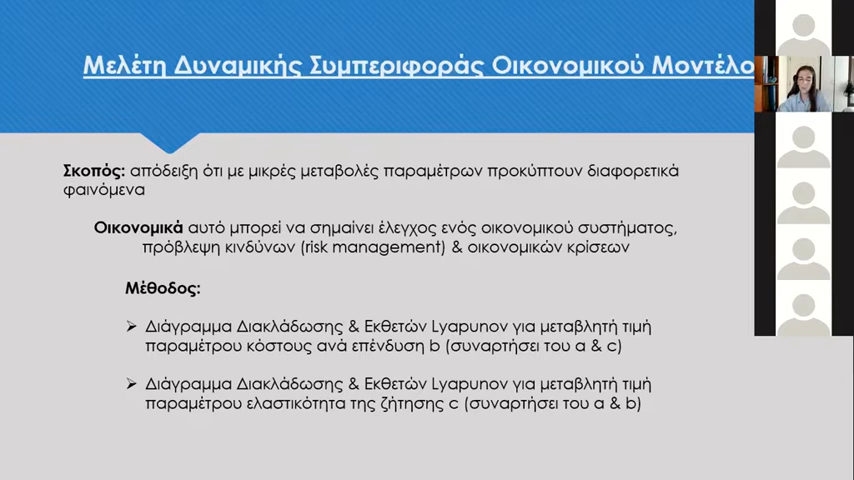 Μελέτη Δυναμικής Συμπεριφοράς Οικονομικού Μοντέλο
Σκοπός: απόδειξη ότι με μικρές μεταβολές παραμέτρων προκύπτουν διαφορετικά
φαινόμενα
Οικονομικά αυτό μπορεί να σημαίνει έλεγχος ενός οικονομικού συστήματος,
πρόβλεψη κινδύνων (risk management) & οικονομικών κρίσεων
Μέθοδος:
➢ Διάγραμμα Διακλάδωσης & Εκθετών Lyapunov για μεταβλητή τιμή
παραμέτρου κόστους ανά επένδυση b (συναρτήσει του a & c)
➢ Διάγραμμα Διακλάδωσης & Εκθετών Lyapunov για μεταβλητή τιμή
παραμέτρου ελαστικότητα της ζήτησης c (συναρτήσει του a & b)